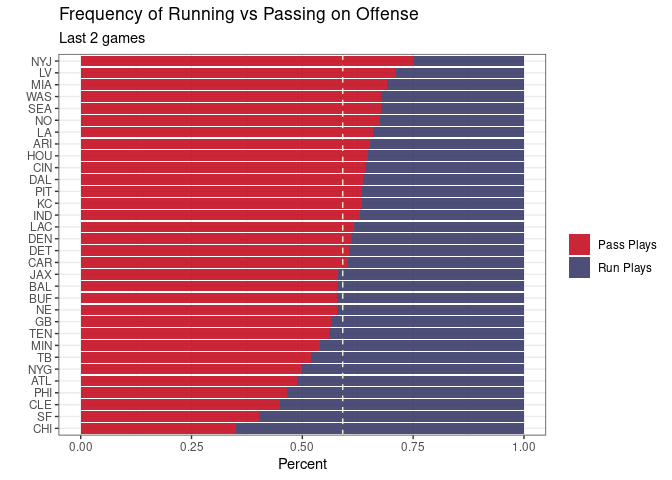 Frequency of Running vs Passing on Offense
Last 2 games
NYJ
LV
MIA
WAS
SEA
NO
LA
ARI
HOU
CIN
DAL
PIT
KC
IND
LAC
DEN
DET
CAR
JAX
BAL
BUF
NE
GB
TEN
MIN
TB
NYG
ATL
PHI
CLE
SF
CHI
0.00 0.25 0.50 0.75 1.00
Percent
Pass Plays
Run Plays